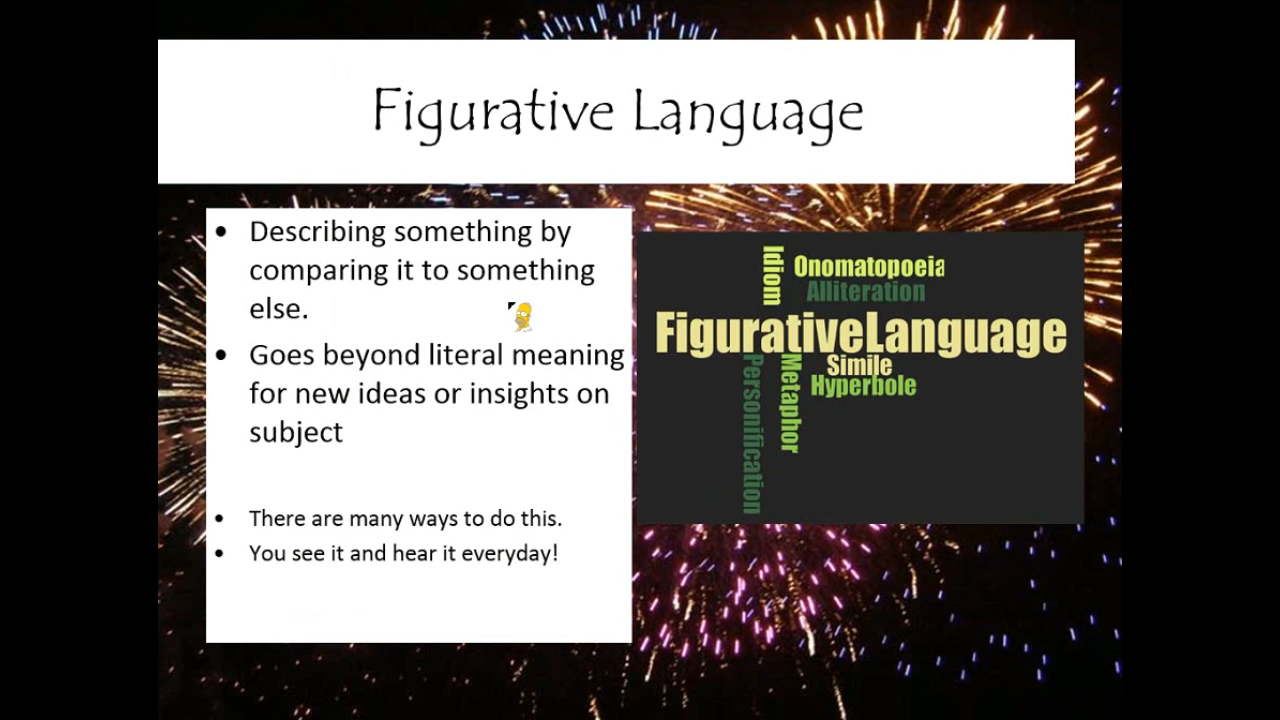 Figurative Language
• Describing something by
comparing it to something
else.
• Goes beyond literal meaning
for new ideas or insights on
subject
• There are many ways to do this.
• You see it and hear it everyday!
Idiom
Onomatopoeia
Alliteration
FigurativeLanguage
Simile
Hyperbole
Metaphor
Personification